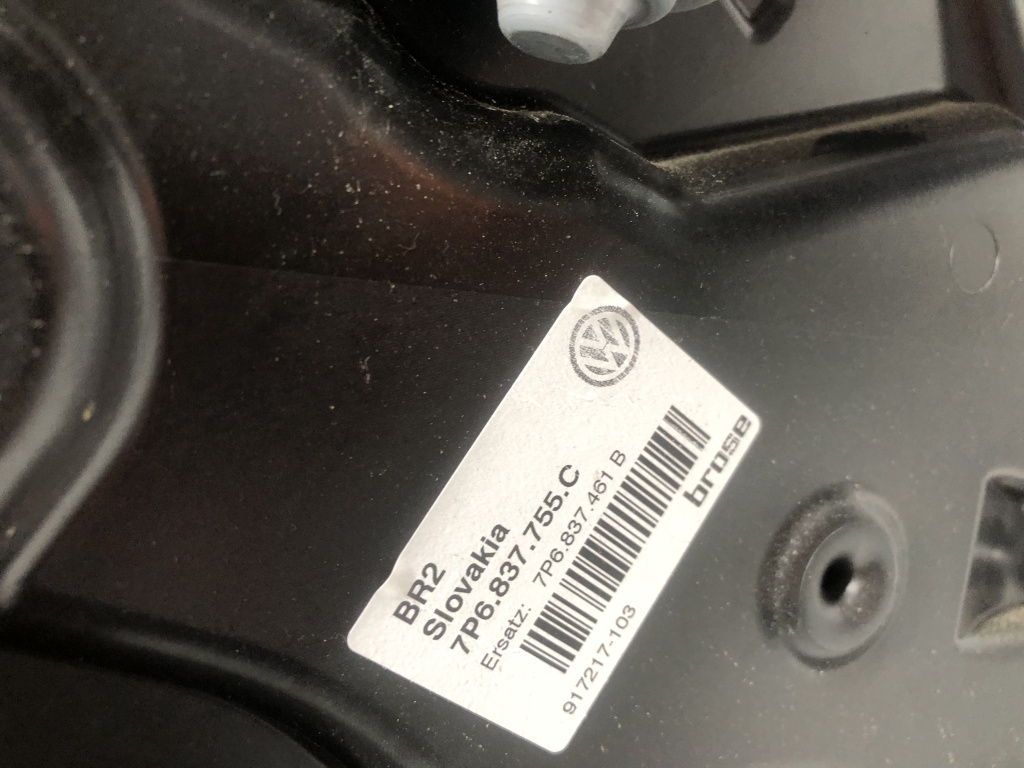 BR2
Slovakia
7P6.837.755.C
Ersatz: 7P6.837.461 B
917217-103
brose